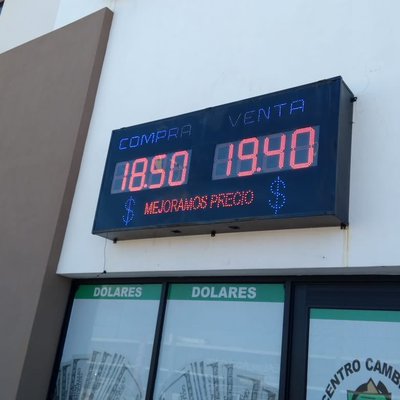 COMPRA VENTA
18.50 19.40
$ MEJORAMOS PRECIO $
DOLARES DOLARES
CENTRO CAMB